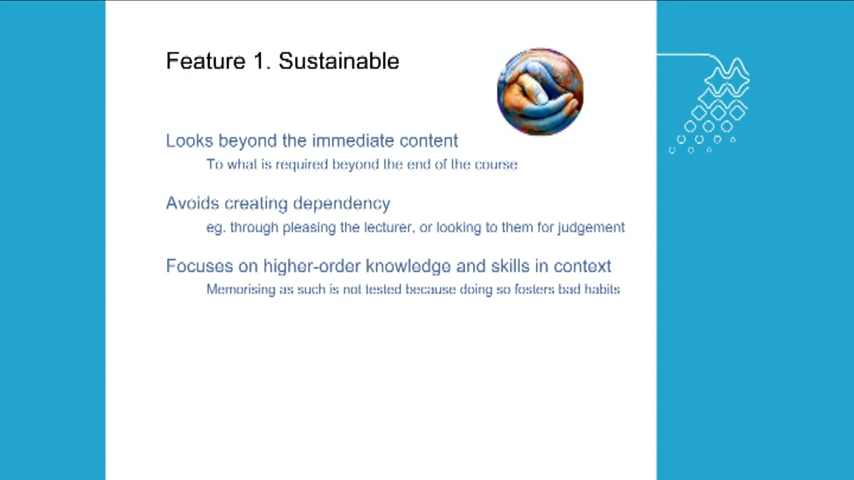 Feature 1. Sustainable
Looks beyond the immediate content
To what is required beyond the end of the course
Avoids creating dependency
eg. through pleasing the lecturer, or looking to them for judgement
Focuses on higher-order knowledge and skills in context
Memorising as such is not tested because doing so fosters bad habits